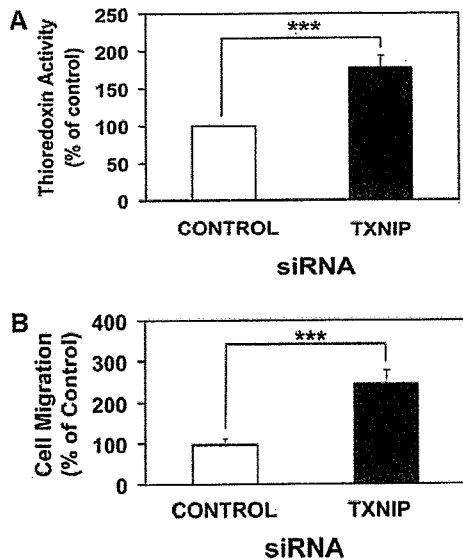 A
Thioredoxin Activity
(% of control)
250
200
150
100
50
0
***
CONTROL TXNIP
siRNA
B
Cell Migration
(% of Control)
400
300
200
100
0
***
CONTROL TXNIP
siRNA